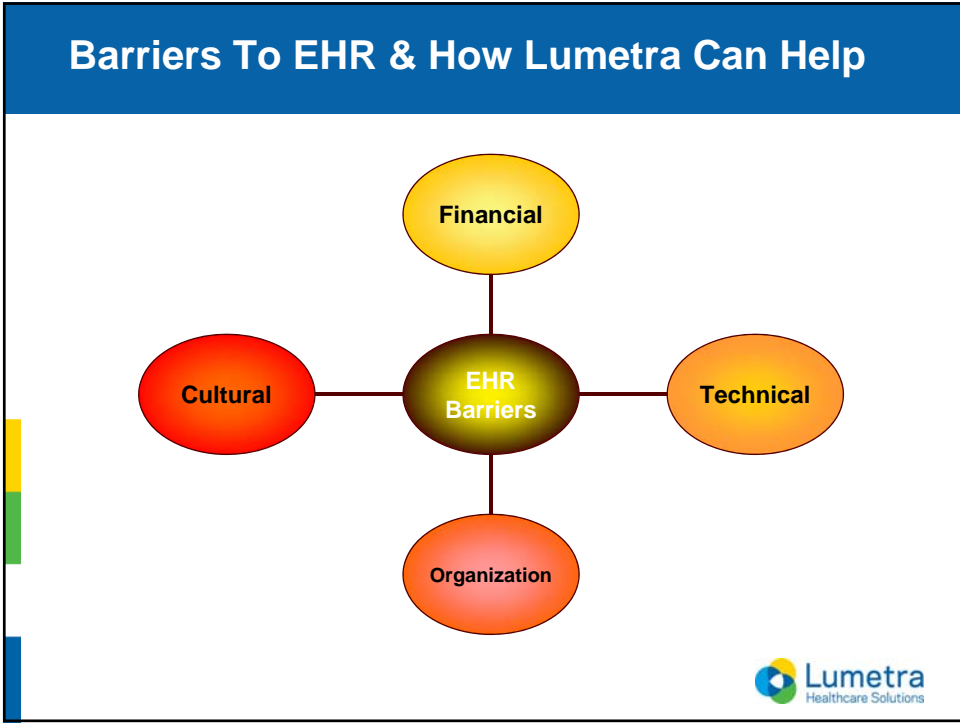 Barriers To EHR & How Lumetra Can Help
Financial
Cultural
EHR
Barriers
Technical
Organization
Lumetra
Healthcare Solutions